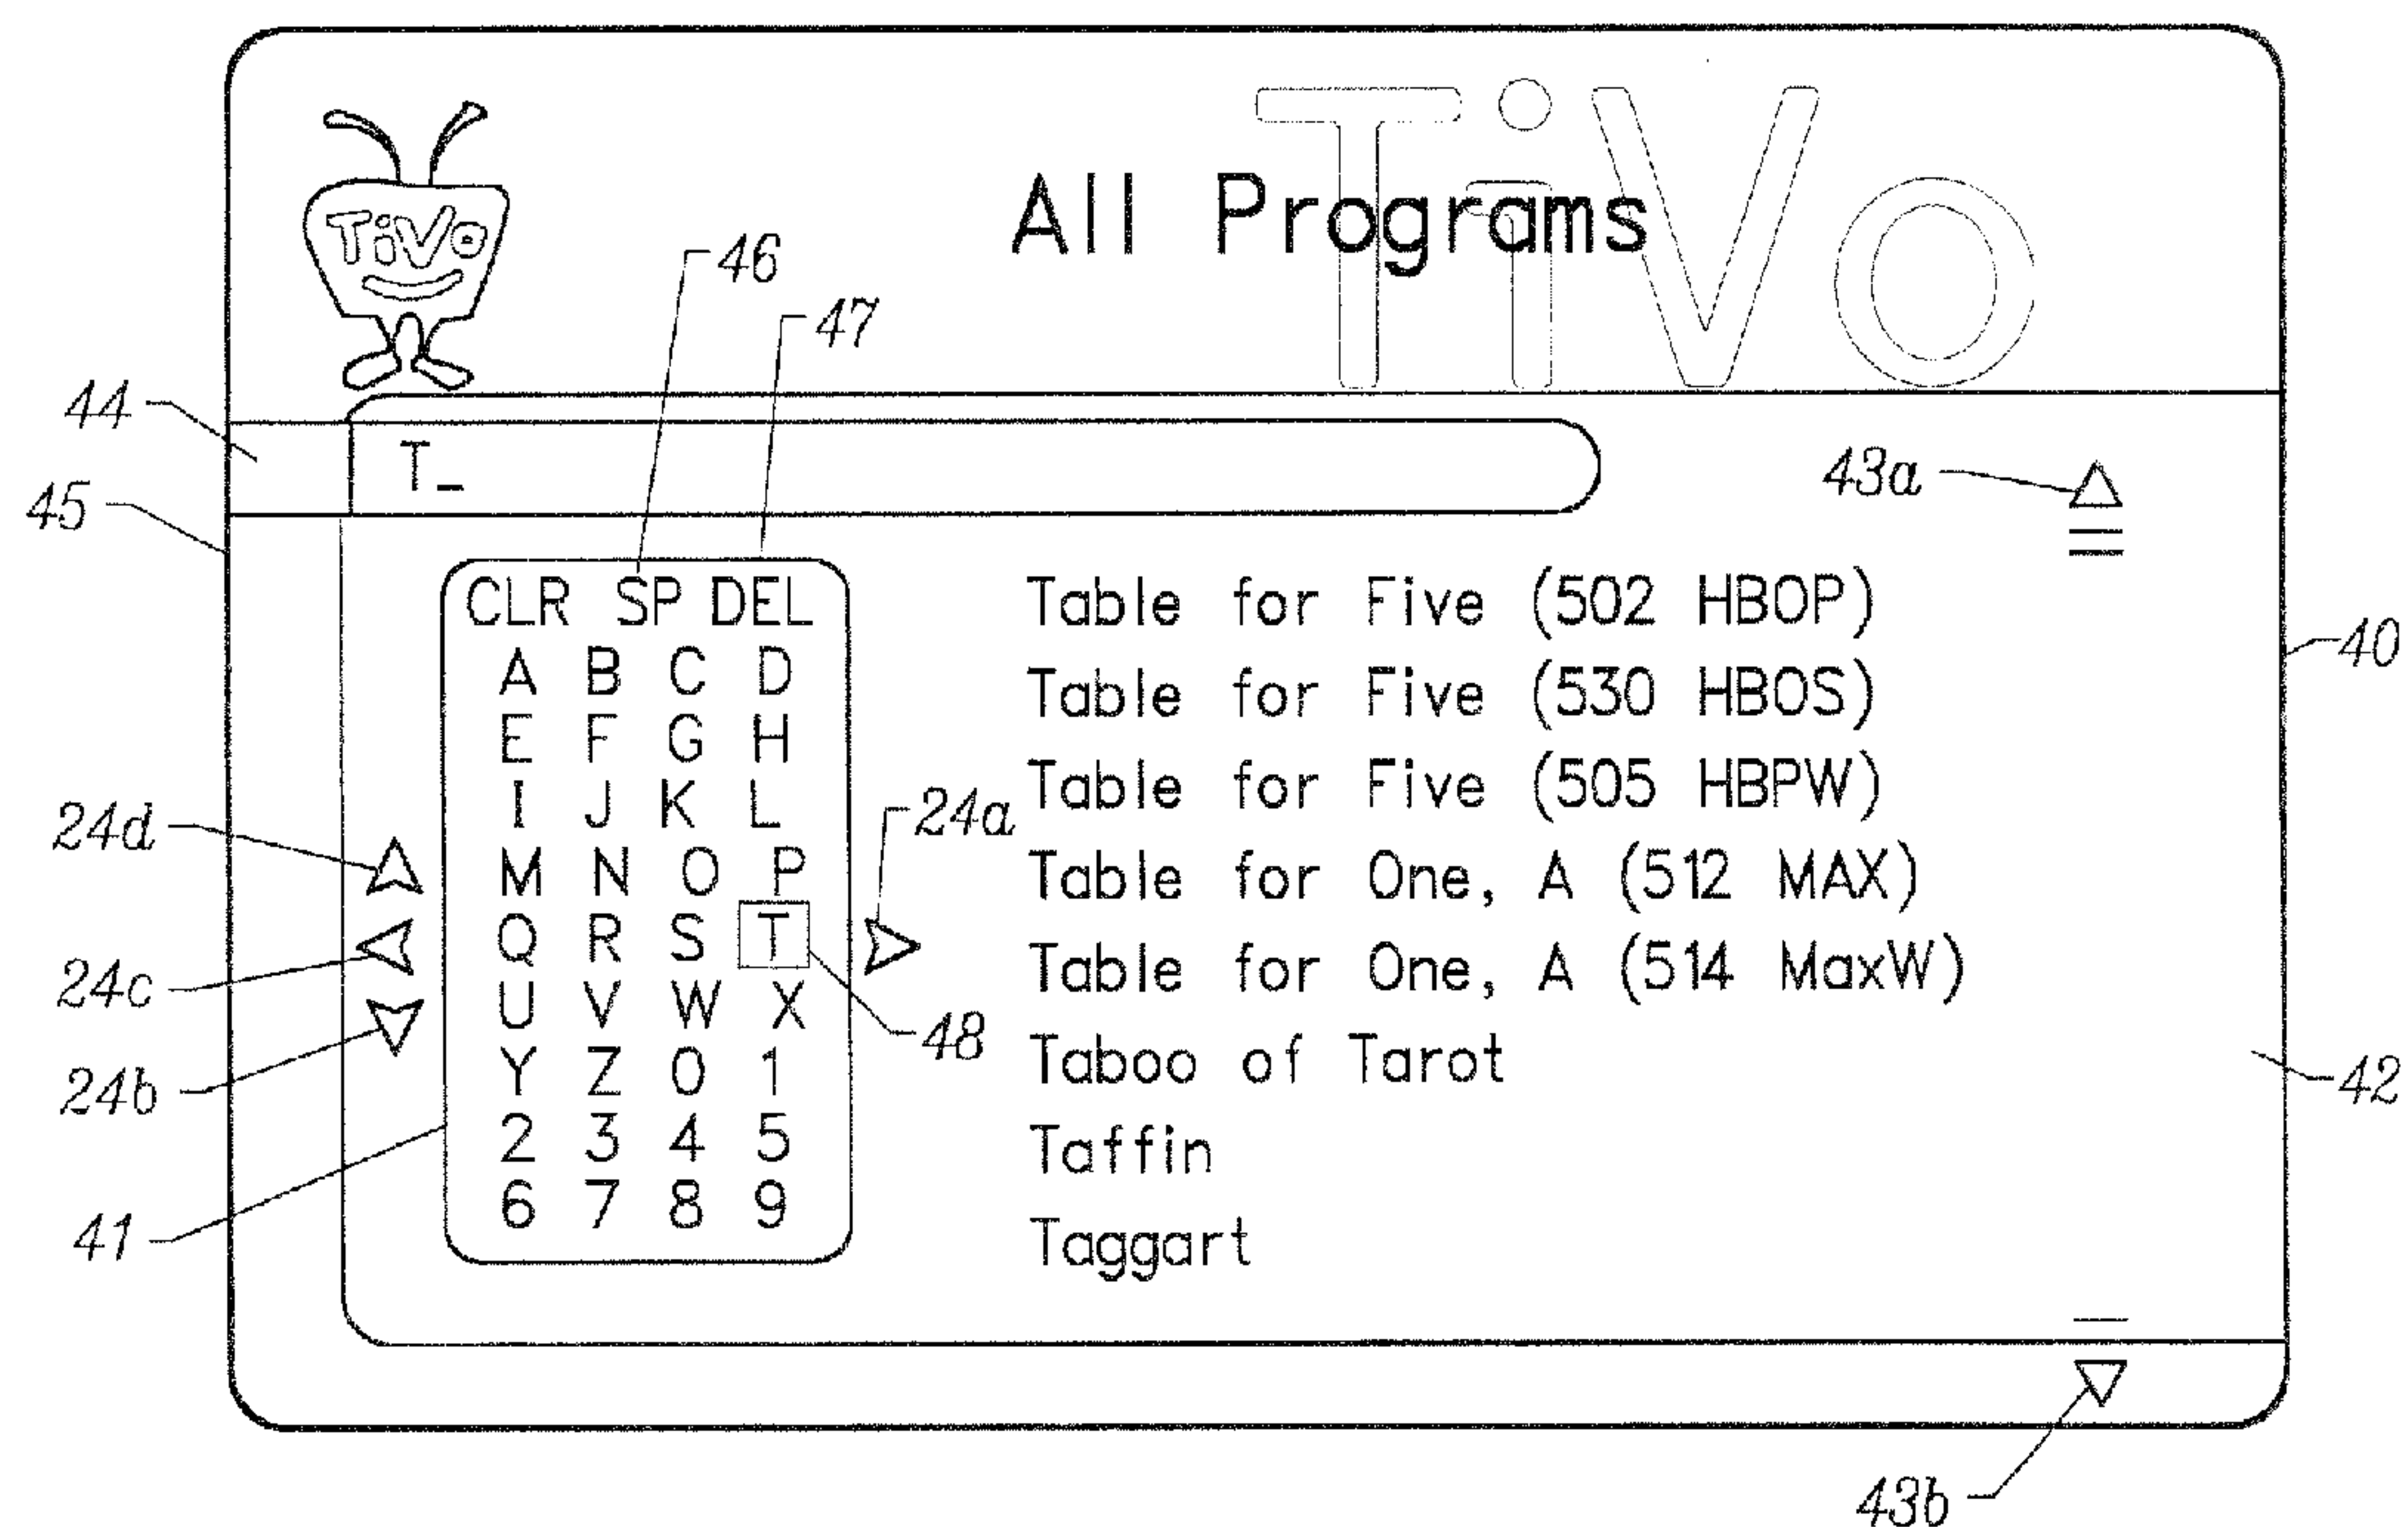 TiVo
TiVo
All Programs
46
47
44
T_
43a
45
CLR SP DEL
Table for Five (502 HBOP)
40
A B C D
Table for Five (530 HBOS)
E F G H
Table for Five (505 HBPW)
I J K L
24a
24d
Table for One, A (512 MAX)
M N O P
Q R S T
Table for One, A (514 MaxW)
24c
U V W X
48
Taboo of Tarot
42
24b
Y Z 0 1
2 3 4 5
Taffin
6 7 8 9
41
Taggart
43b